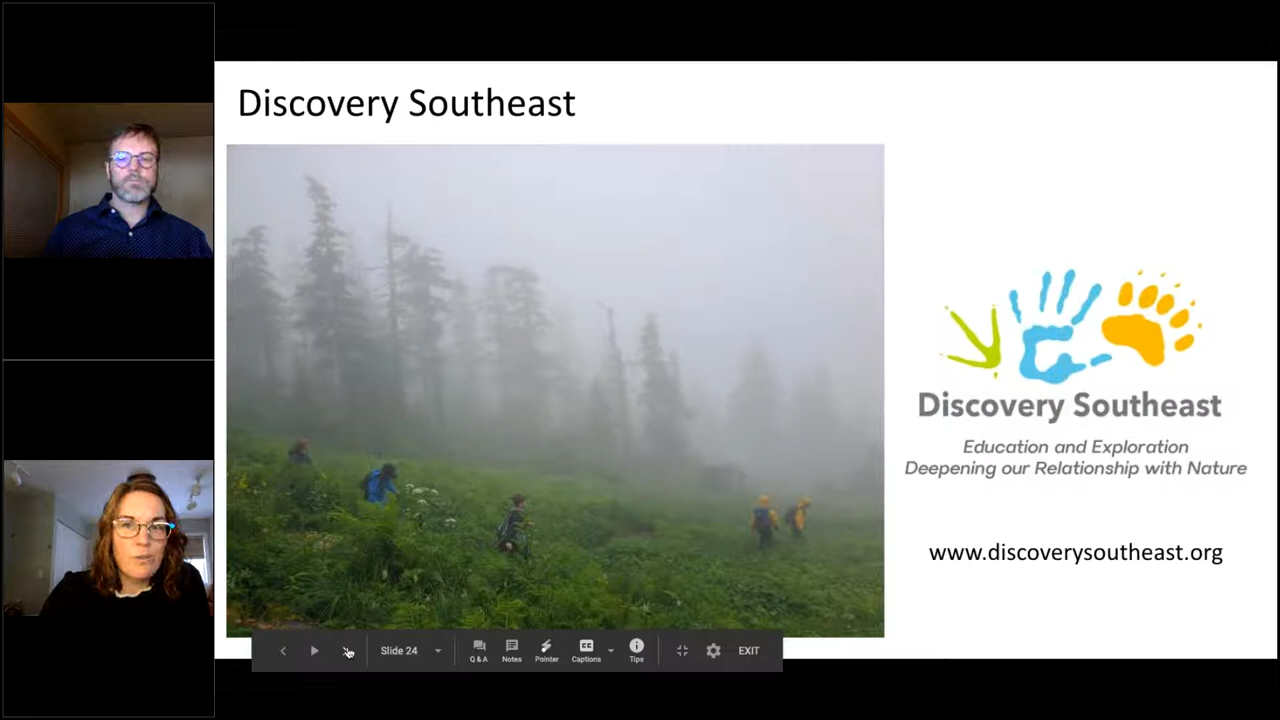 Discovery Southeast
Discovery Southeast
Education and Exploration
Deepening our Relationship with Nature
www.discoverysoutheast.org
Slide 24
Q & A
Notes
Pointer
CC
Captions
Tips
EXIT